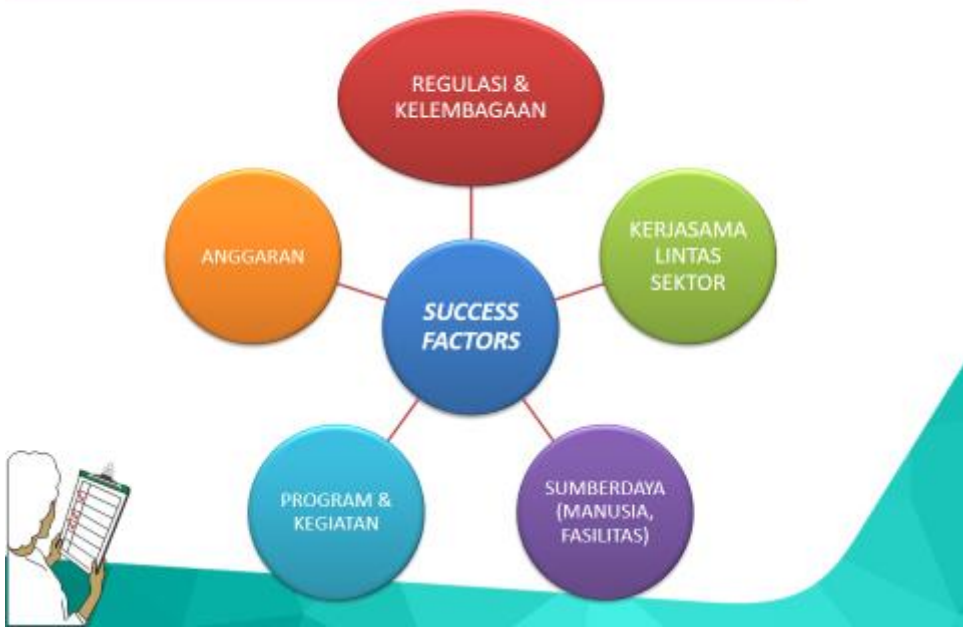 REGULASI &
KELEMBAGAAN
ANGGARAN
KERJASAMA
LINTAS
SEKTOR
SUCCESS
FACTORS
PROGRAM &
KEGIATAN
SUMBERDAYA
(MANUSIA,
FASILITAS)